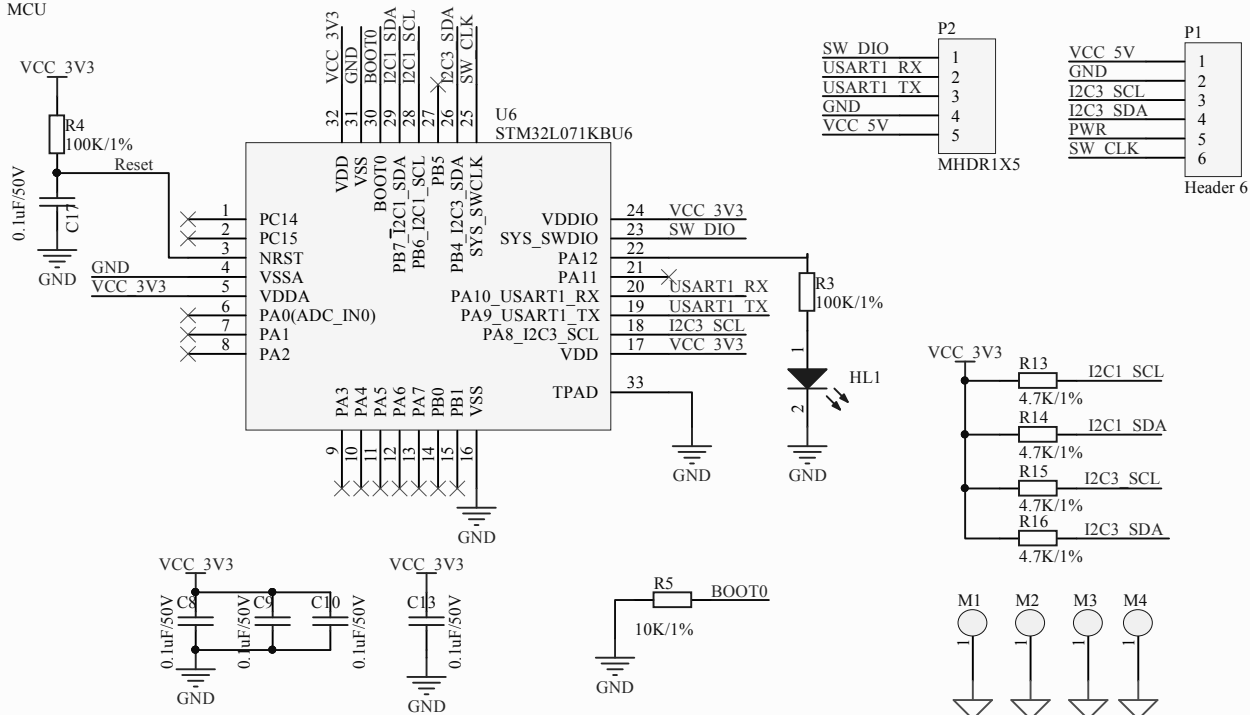 MCU
VCC_3V3
R4
100K/1%
Reset
0.1uF/50V
C17
GND
VCC_3V3
GND
BOOT0
I2C1_SDA
I2C1_SCL
I2C3_SDA
SW_CLK
32
31
30
29
28
27
26
25
U6
STM32L071KBU6
VDD
VSS
BOOT0
PB7_I2C1_SDA
PB6_I2C1_SCL
PB5
PB4_I2C3_SDA
SYS_SWCLK
1 PC14
2 PC15
3 NRST
GND 4 VSSA
VCC_3V3 5 VDDA
6 PA0(ADC_IN0)
7 PA1
8 PA2
VDDIO 24 VCC_3V3
SYS_SWDIO 23 SW_DIO
PA12 22
PA11 21
PA10_USART1_RX 20 USART1_RX
PA9_USART1_TX 19 USART1_TX
PA8_I2C3_SCL 18 I2C3_SCL
VDD 17 VCC_3V3
TPAD 33
PA3
PA4
PA5
PA6
PA7
PB0
PB1
VSS
9
10
11
12
13
14
15
16
GND
GND
R3
100K/1%
1
HL1
2
GND
P2
SW_DIO 1
USART1_RX 2
USART1_TX 3
GND 4
VCC_5V 5
MHDR1X5
P1
VCC_5V 1
GND 2
I2C3_SCL 3
I2C3_SDA 4
PWR 5
SW_CLK 6
Header 6
VCC_3V3
R13 I2C1_SCL
4.7K/1%
R14 I2C1_SDA
4.7K/1%
R15 I2C3_SCL
4.7K/1%
R16 I2C3_SDA
4.7K/1%
VCC_3V3
C8
0.1uF/50V
C9
0.1uF/50V
C10
0.1uF/50V
GND
VCC_3V3
C13
0.1uF/50V
GND
R5 BOOT0
10K/1%
GND
M1 M2 M3 M4
1 1 1 1